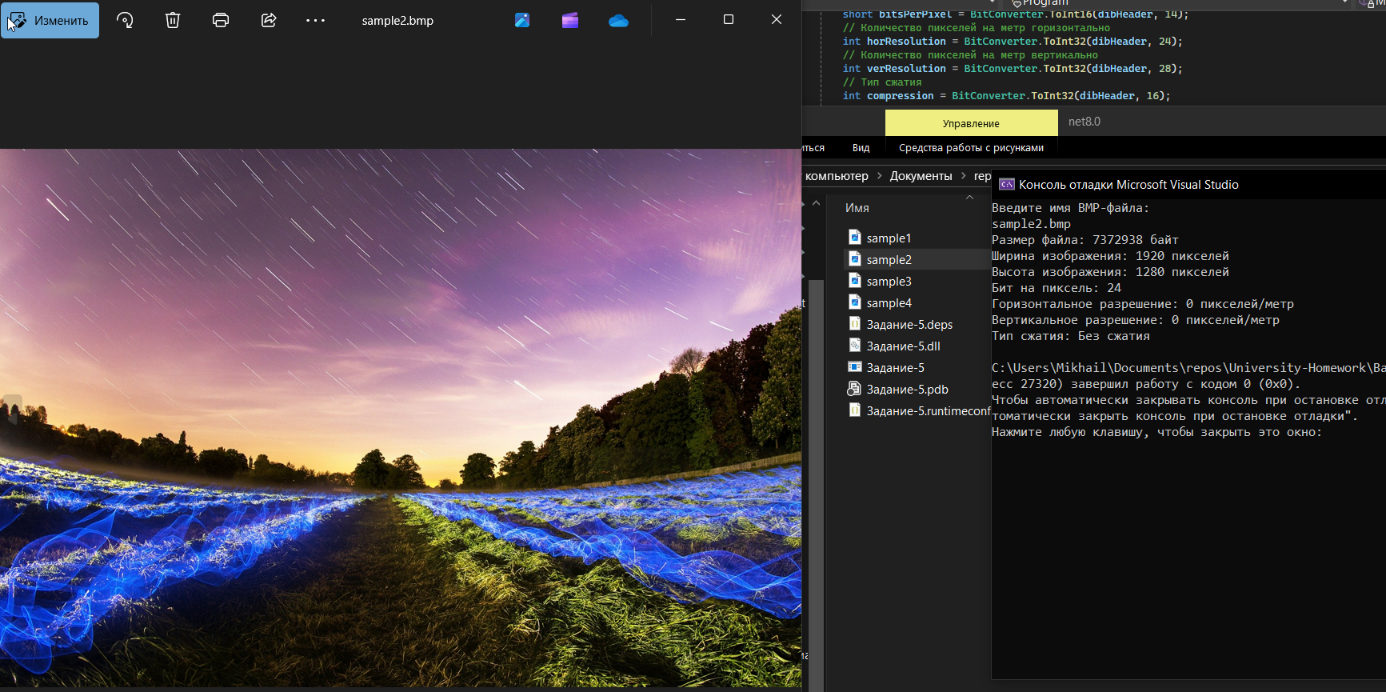 Изменить
sample2.bmp
Program
short bitsPerPixel = BitConverter.ToInt16(dibHeader, 14);
// Количество пикселей на метр горизонтально
int horResolution = BitConverter.ToInt32(dibHeader, 24);
// Количество пикселей на метр вертикально
int verResolution = BitConverter.ToInt32(dibHeader, 28);
// Тип сжатия
int compression = BitConverter.ToInt32(dibHeader, 16);
Управление
net8.0
иться
Вид
Средства работы с рисунками
компьютер
Документы
rep
Имя
sample1
sample2
sample3
sample4
Задание-5.deps
Задание-5.dll
Задание-5
Задание-5.pdb
Задание-5.runtimeconf
Консоль отладки Microsoft Visual Studio
Введите имя BMP-файла:
sample2.bmp
Размер файла: 7372938 байт
Ширина изображения: 1920 пикселей
Высота изображения: 1280 пикселей
Бит на пиксель: 24
Горизонтальное разрешение: 0 пикселей/метр
Вертикальное разрешение: 0 пикселей/метр
Тип сжатия: Без сжатия
C:\Users\Mikhail\Documents\repos\University-Homework\Ba
есс 27320) завершил работу с кодом 0 (0x0).
Чтобы автоматически закрывать консоль при остановке отл
томатически закрыть консоль при остановке отладки".
Нажмите любую клавишу, чтобы закрыть это окно: